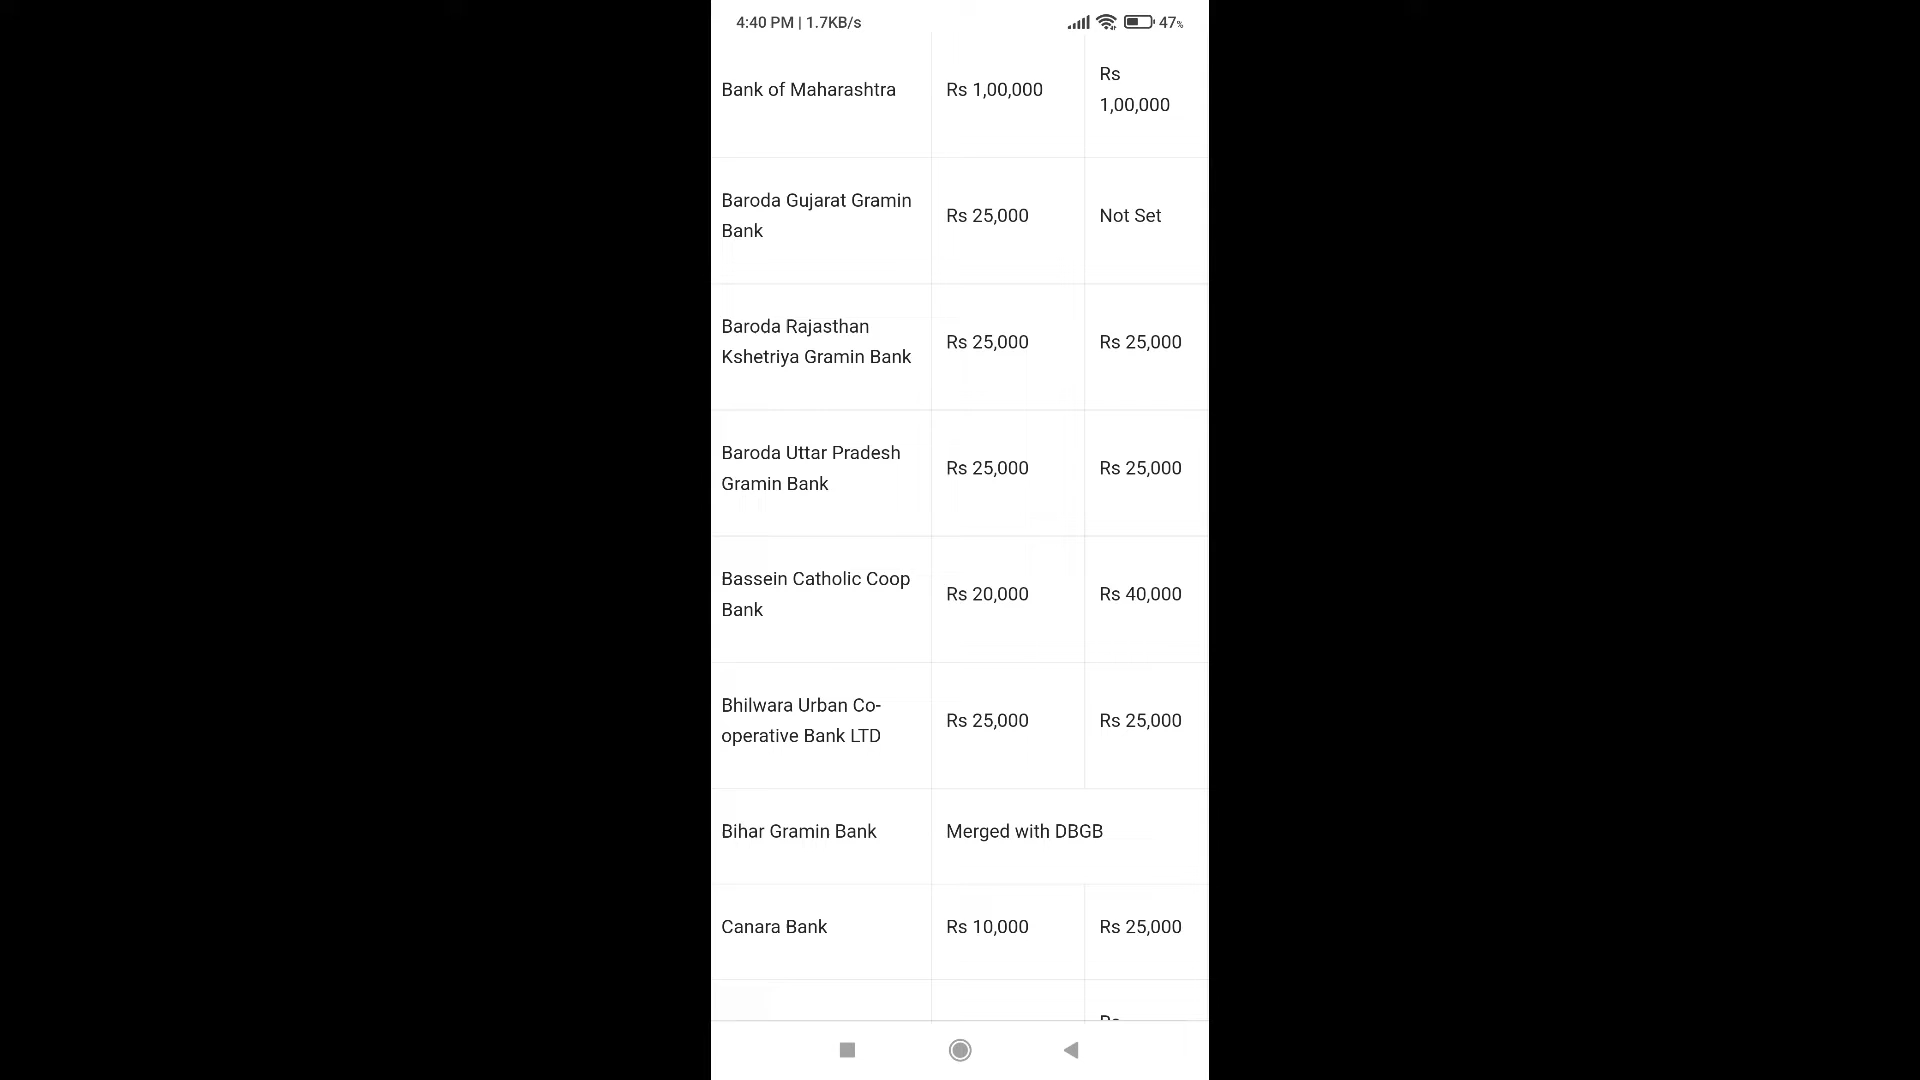 4:40 PM | 1.7KB/s 47%
Bank of Maharashtra Rs 1,00,000 Rs
1,00,000
Baroda Gujarat Gramin
Bank Rs 25,000 Not Set
Baroda Rajasthan
Kshetriya Gramin Bank Rs 25,000 Rs 25,000
Baroda Uttar Pradesh
Gramin Bank Rs 25,000 Rs 25,000
Bassein Catholic Coop
Bank Rs 20,000 Rs 40,000
Bhilwara Urban Co-
operative Bank LTD Rs 25,000 Rs 25,000
Bihar Gramin Bank Merged with DBGB
Canara Bank Rs 10,000 Rs 25,000
Rs